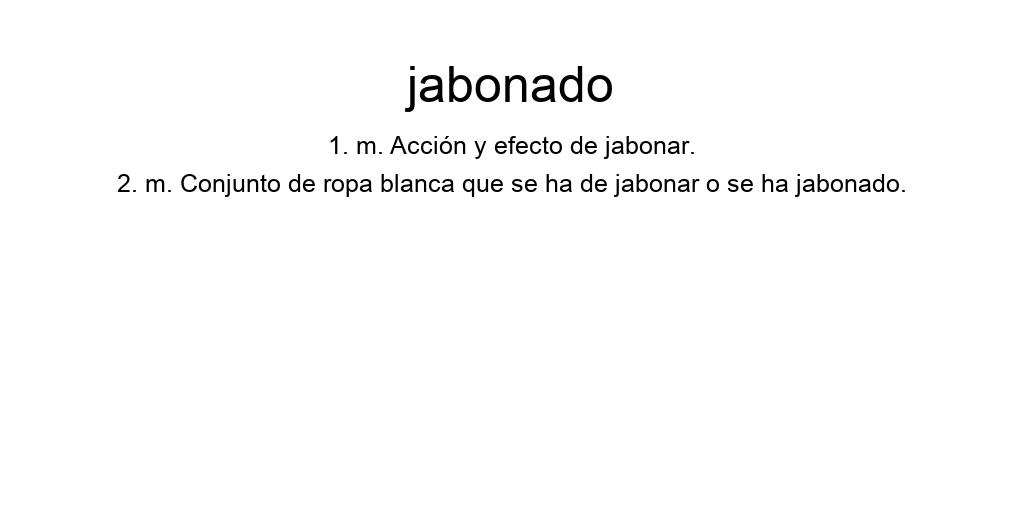 jabonado
1. m. Acción y efecto de jabonar.
2. m. Conjunto de ropa blanca que se ha de jabonar o se ha jabonado.